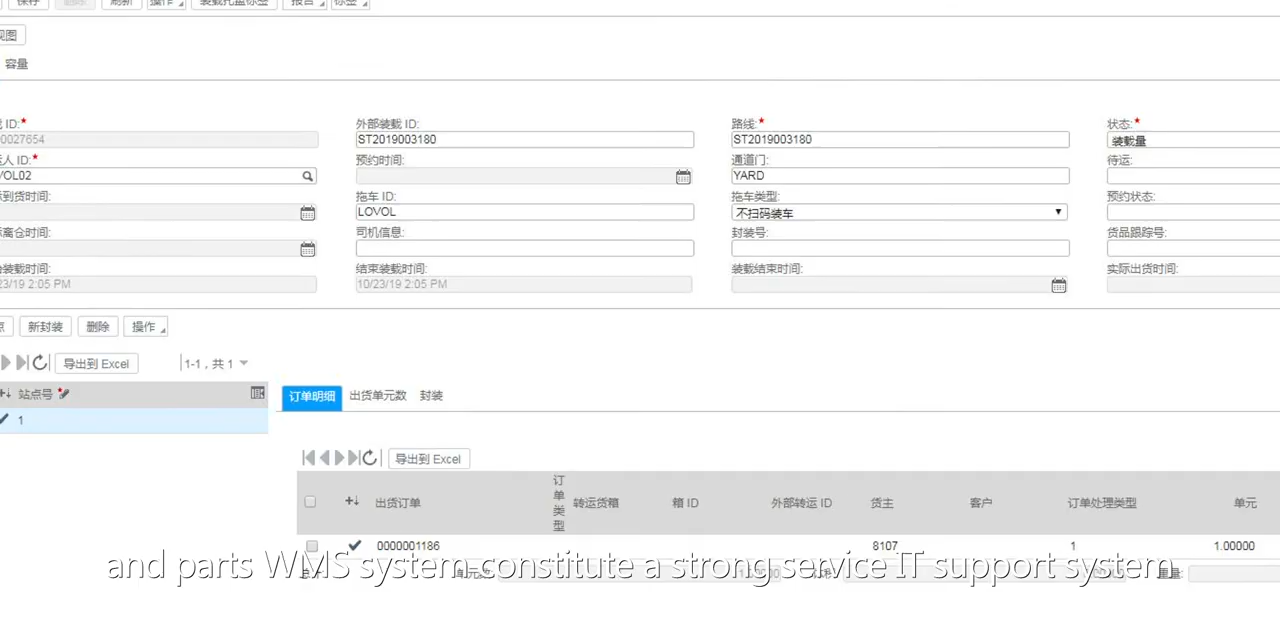 保存 删除 刷新 操作 装载托盘标签 报告 标签
视图
容量
ID:* 外部装载 ID: 路线:* 状态:*
0027654 ST2019003180 ST2019003180 装载量
人 ID:* 预约时间: 通道门: 待运:
VOL02 YARD
到货时间: 拖车 ID: 拖车类型: 预约状态:
LOVOL 不扫码装车
离仓时间: 司机信息: 封装号: 货品跟踪号:
装载时间: 结束装载时间: 装载结束时间: 实际出货时间:
23/19 2:05 PM 10/23/19 2:05 PM
点 新封装 删除 操作
导出到 Excel 1-1 , 共 1
站点号 * 订单明细 出货单元数 封装
1
导出到 Excel
出货订单 订单类型 转运货箱 箱 ID 外部转运 ID 货主 客户 订单处理类型 单元
0000001186 8107 1 1.00000
and parts WMS system constitute a strong service IT support system
重量: